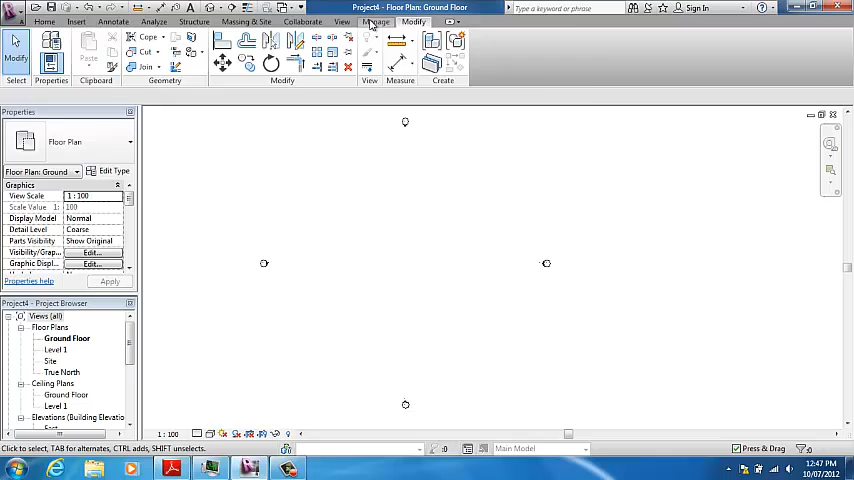 Project4 - Floor Plan: Ground Floor
Type a keyword or phrase
Sign In
Home Insert Annotate Analyze Structure Massing & Site Collaborate View Manage Modify
Modify
Paste
Cope
Cut
Join
Select Properties Clipboard Geometry Modify View Measure Create
Properties
Floor Plan
Floor Plan: Ground
Edit Type
Graphics
View Scale 1 : 100
Scale Value 1: 100
Display Model Normal
Detail Level Coarse
Parts Visibility Show Original
Visibility/Grap... Edit...
Graphic Displ... Edit...
Properties help
Apply
Project4 - Project Browser
Views (all)
Floor Plans
Ground Floor
Level 1
Site
True North
Ceiling Plans
Ground Floor
Level 1
Elevations (Building Elevatio
1 : 100
Click to select, TAB for alternates, CTRL adds, SHIFT unselects.
:0
Main Model
Press & Drag
:0
12:47 PM
10/07/2012